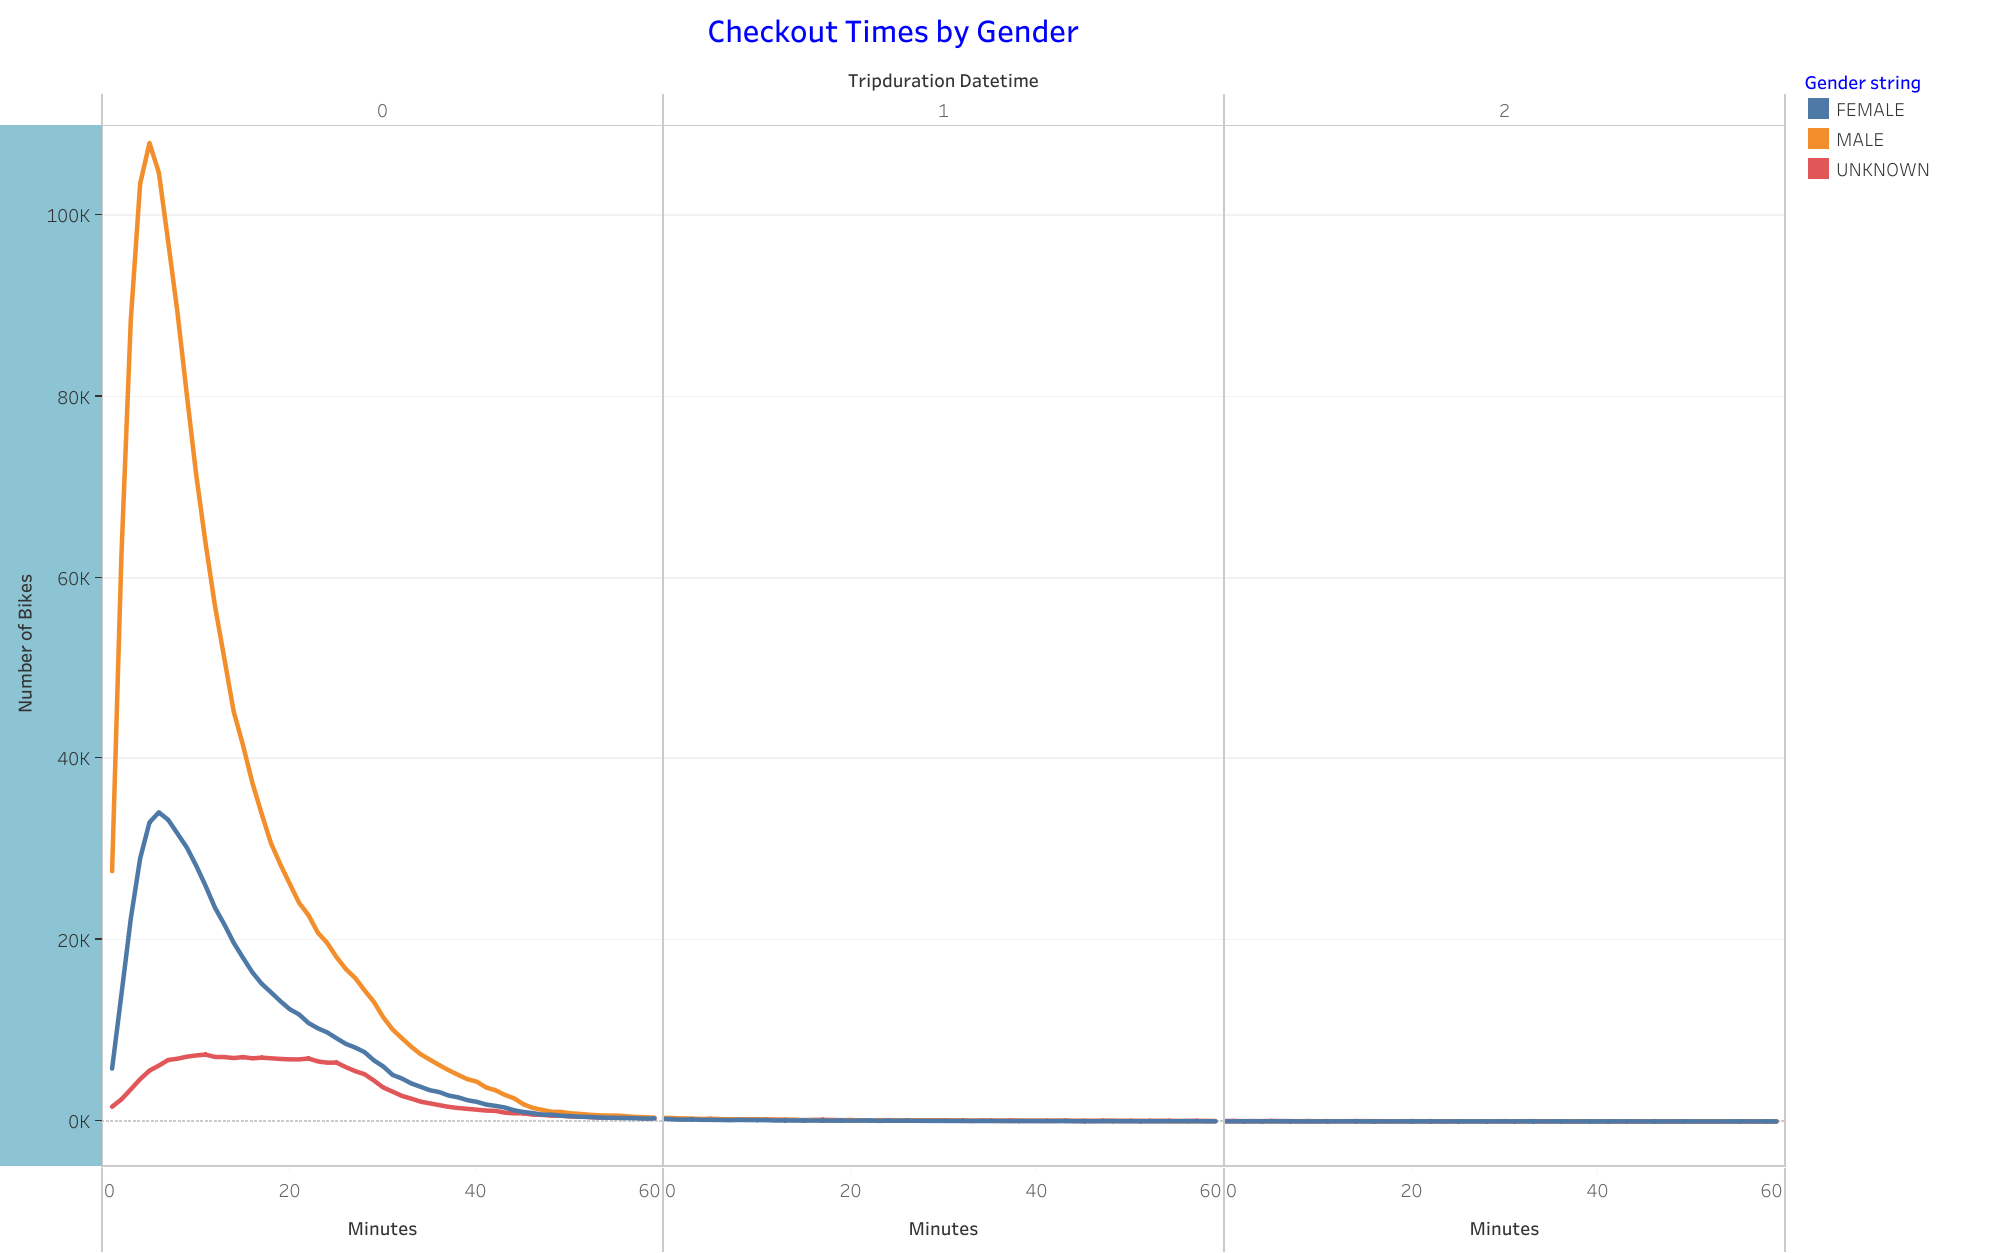 Checkout Times by Gender
Tripduration Datetime
0 1 2
Gender string
FEMALE
MALE
UNKNOWN
Number of Bikes
100K
80K
60K
40K
20K
0K
0 20 40 60 0 20 40 60 0 20 40 60
Minutes Minutes Minutes